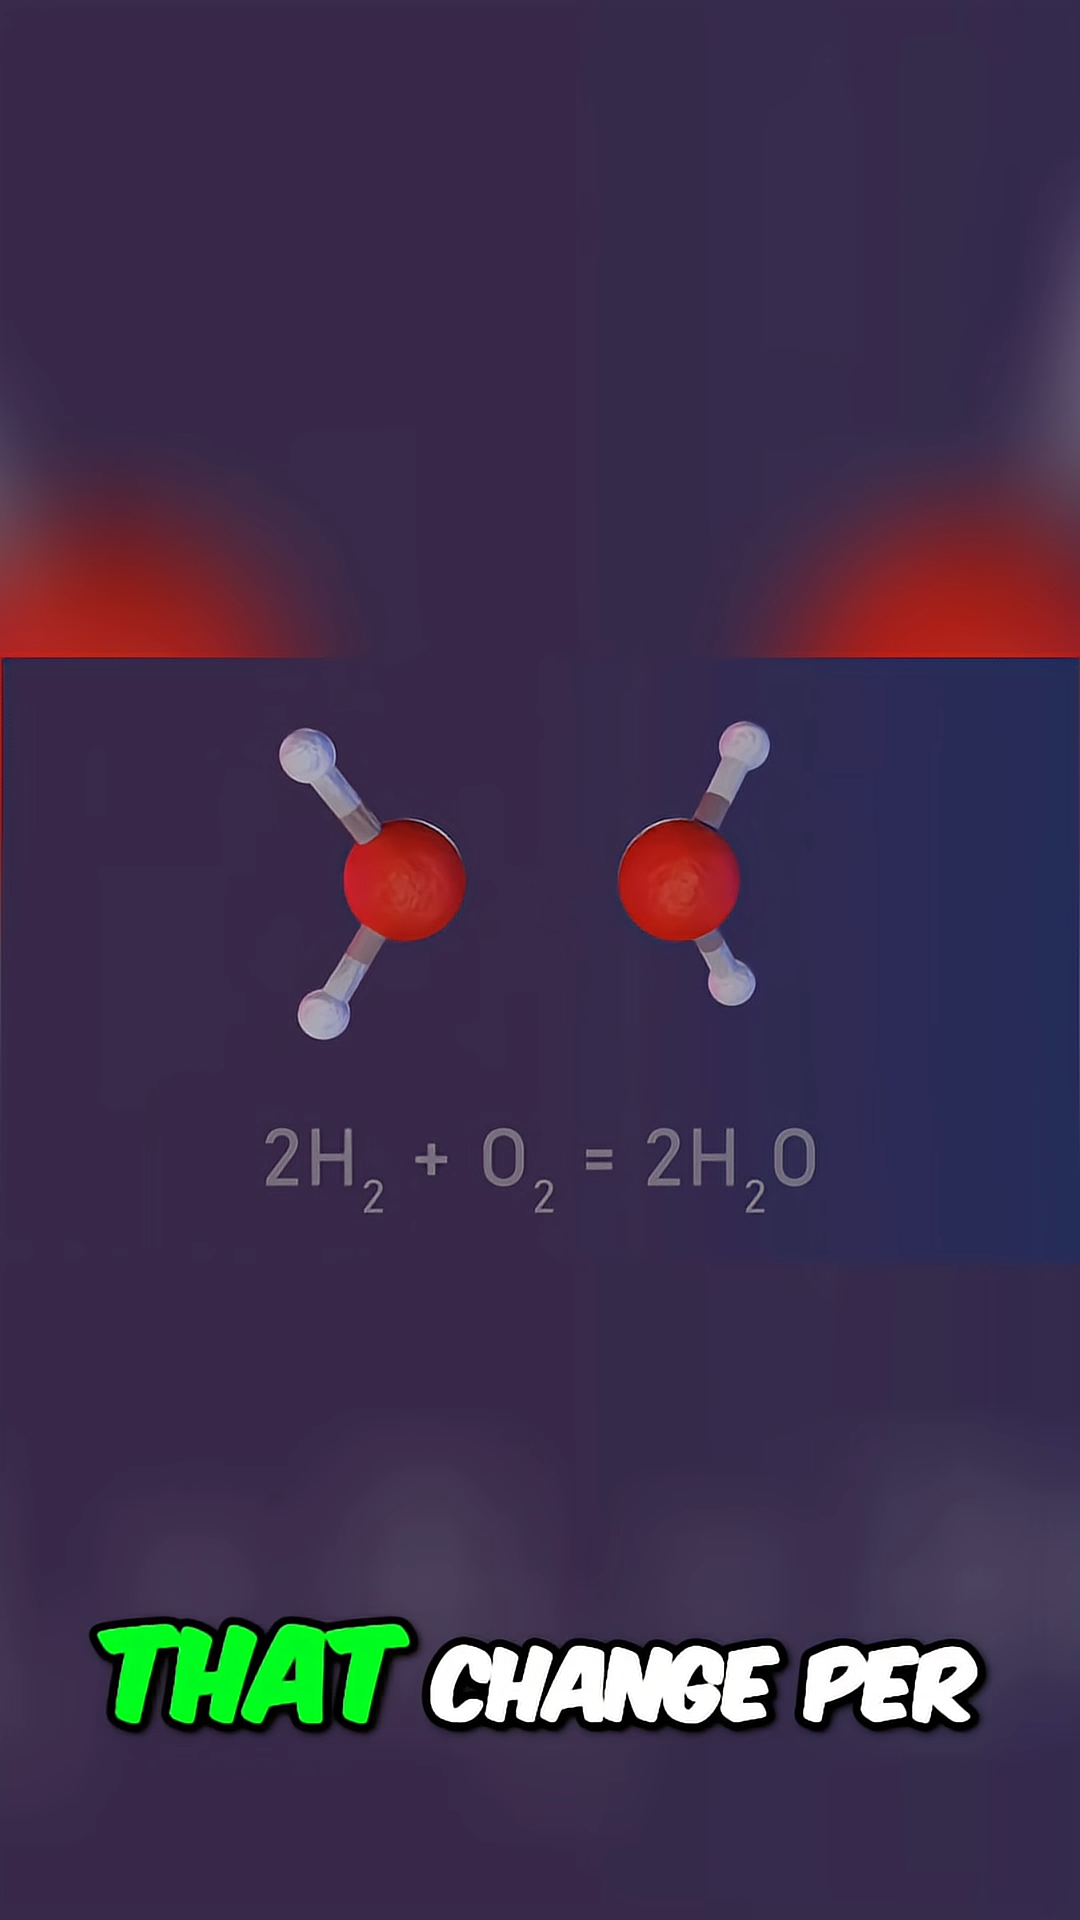 2H₂ + O₂ = 2H₂O
THAT CHANGE PER